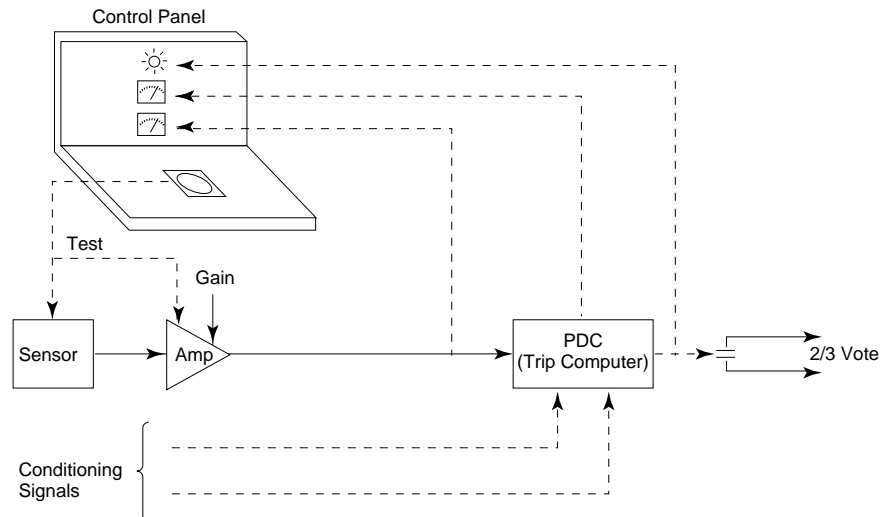 Control Panel
Test
Gain
Sensor
Amp
PDC
(Trip Computer)
2/3 Vote
Conditioning
Signals